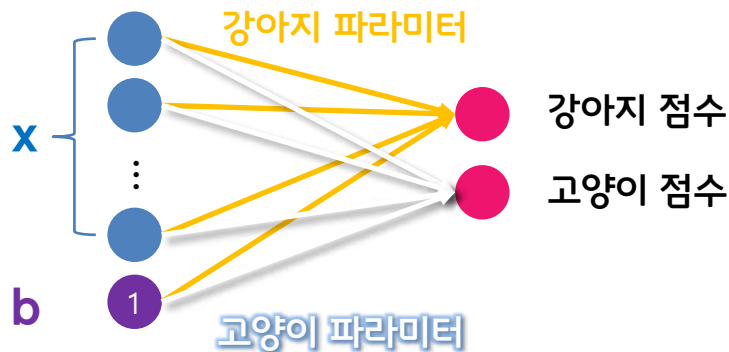 강아지 파라미터
x
강아지 점수
⋮
고양이 점수
b
1
고양이 파라미터